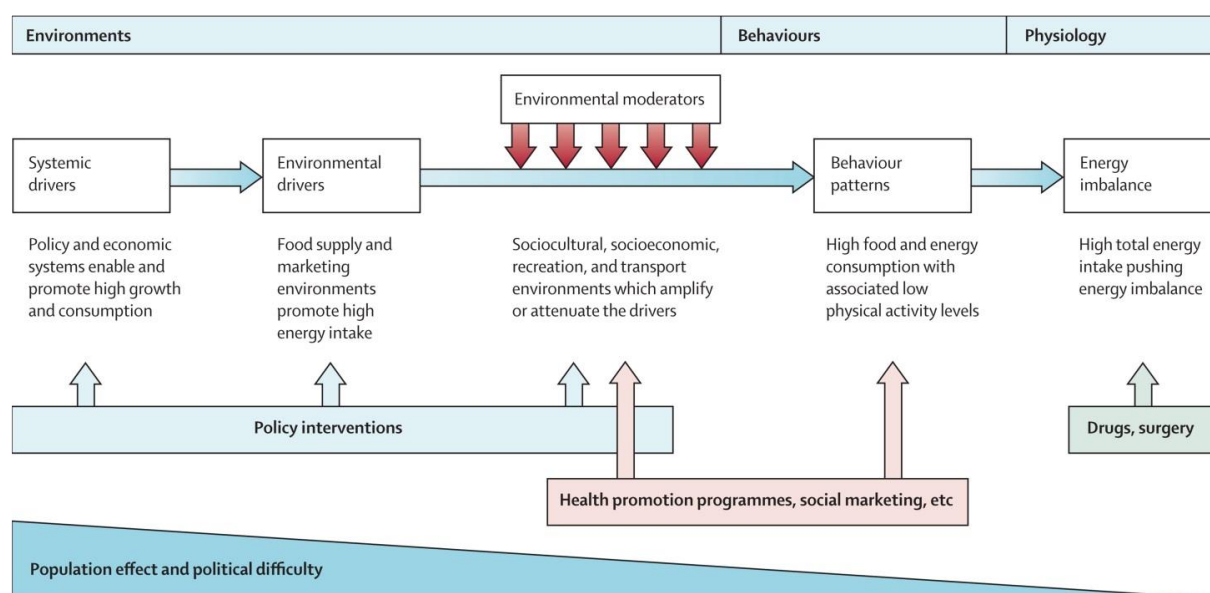 Environments
Behaviours
Physiology
Environmental moderators
Systemic
drivers
Environmental
drivers
Behaviour
patterns
Energy
imbalance
Policy and economic
systems enable and
promote high growth
and consumption
Food supply and
marketing
environments
promote high
energy intake
Sociocultural, socioeconomic,
recreation, and transport
environments which amplify
or attenuate the drivers
High food and energy
consumption with
associated low
physical activity levels
High total energy
intake pushing
energy imbalance
Policy interventions
Drugs, surgery
Health promotion programmes, social marketing, etc
Population effect and political difficulty